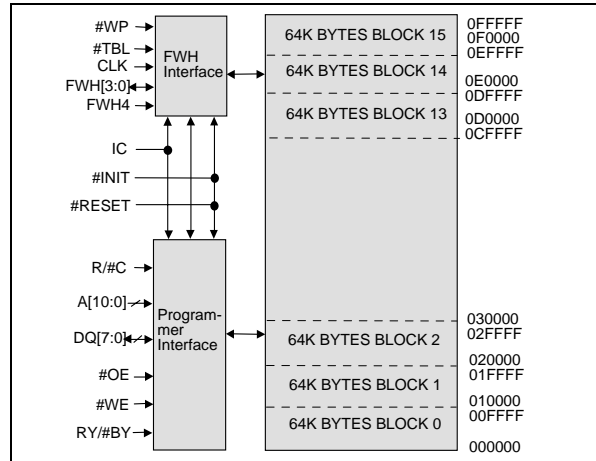 #WP
#TBL
CLK
FWH[3:0]
FWH4
IC
#INIT
#RESET
R/#C
A[10:0]
DQ[7:0]
#OE
#WE
RY/#BY
FWH
Interface
Program-
mer
Interface
64K BYTES BLOCK 15
64K BYTES BLOCK 14
64K BYTES BLOCK 13
64K BYTES BLOCK 2
64K BYTES BLOCK 1
64K BYTES BLOCK 0
0FFFFF
0F0000
0EFFFF
0E0000
0DFFFF
0D0000
0CFFFF
030000
02FFFF
020000
01FFFF
010000
00FFFF
000000